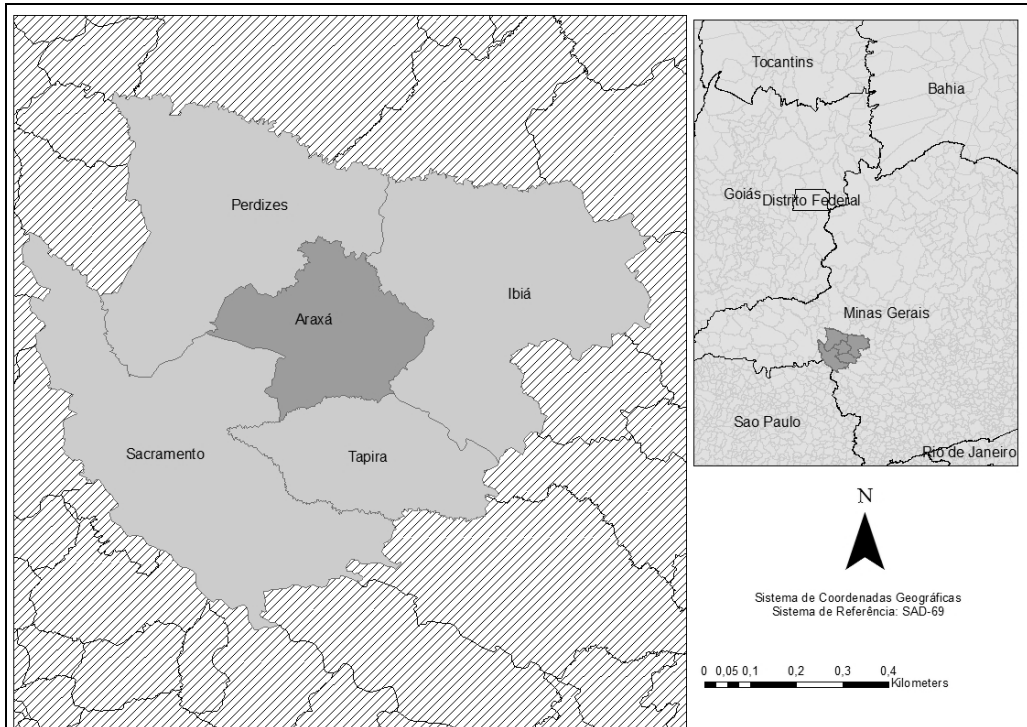 Perdizes
Ibiá
Araxá
Sacramento
Tapira
Tocantins
Bahia
Goiás
Distrito Federal
Minas Gerais
Sao Paulo
Rio de Janeiro
N
Sistema de Coordenadas Geográficas
Sistema de Referência: SAD-69
0 0,05 0,1 0,2 0,3 0,4
Kilometers